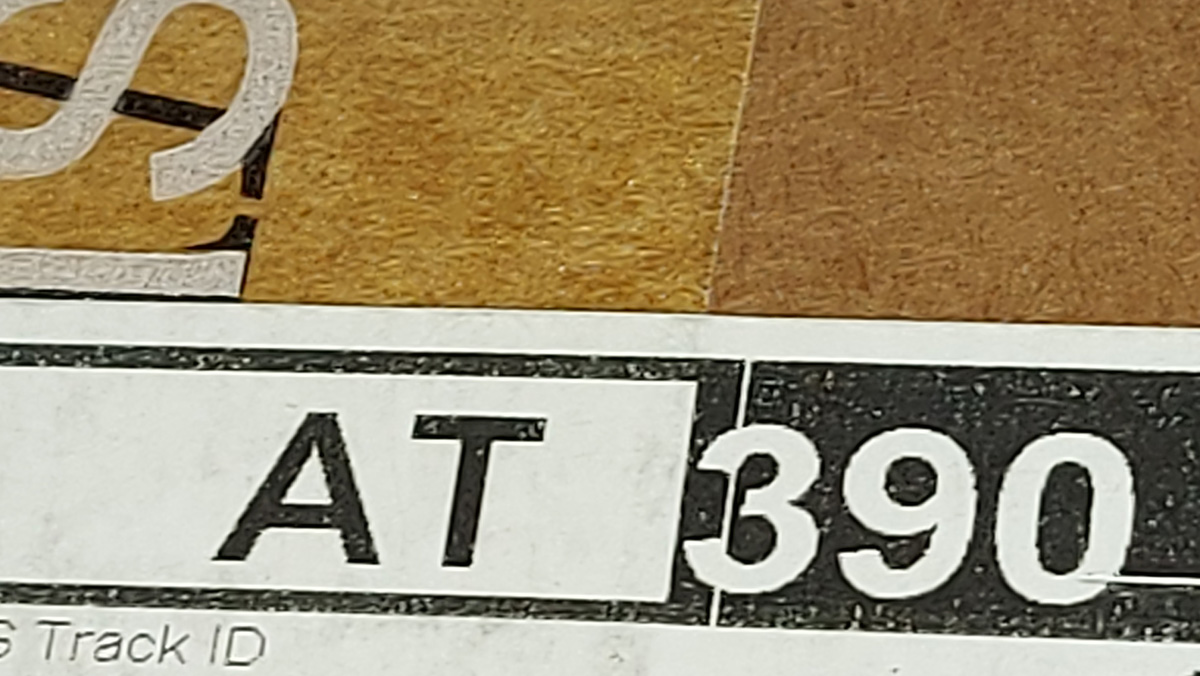 AT 390
S Track ID